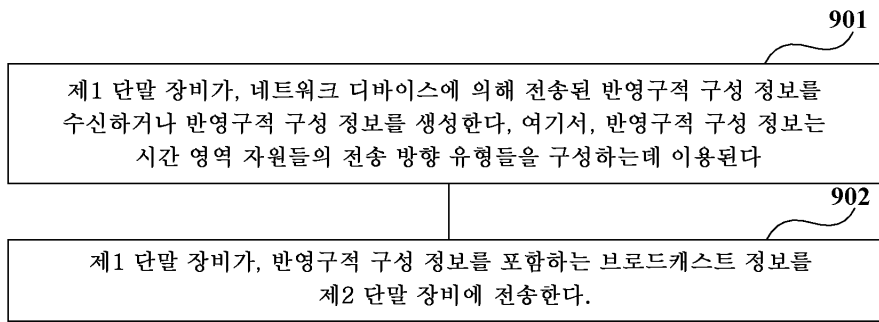 901
제1 단말 장비가, 네트워크 디바이스에 의해 전송된 반영구적 구성 정보를
수신하거나 반영구적 구성 정보를 생성한다, 여기서, 반영구적 구성 정보는
시간 영역 자원들의 전송 방향 유형들을 구성하는데 이용된다
902
제1 단말 장비가, 반영구적 구성 정보를 포함하는 브로드캐스트 정보를
제2 단말 장비에 전송한다.